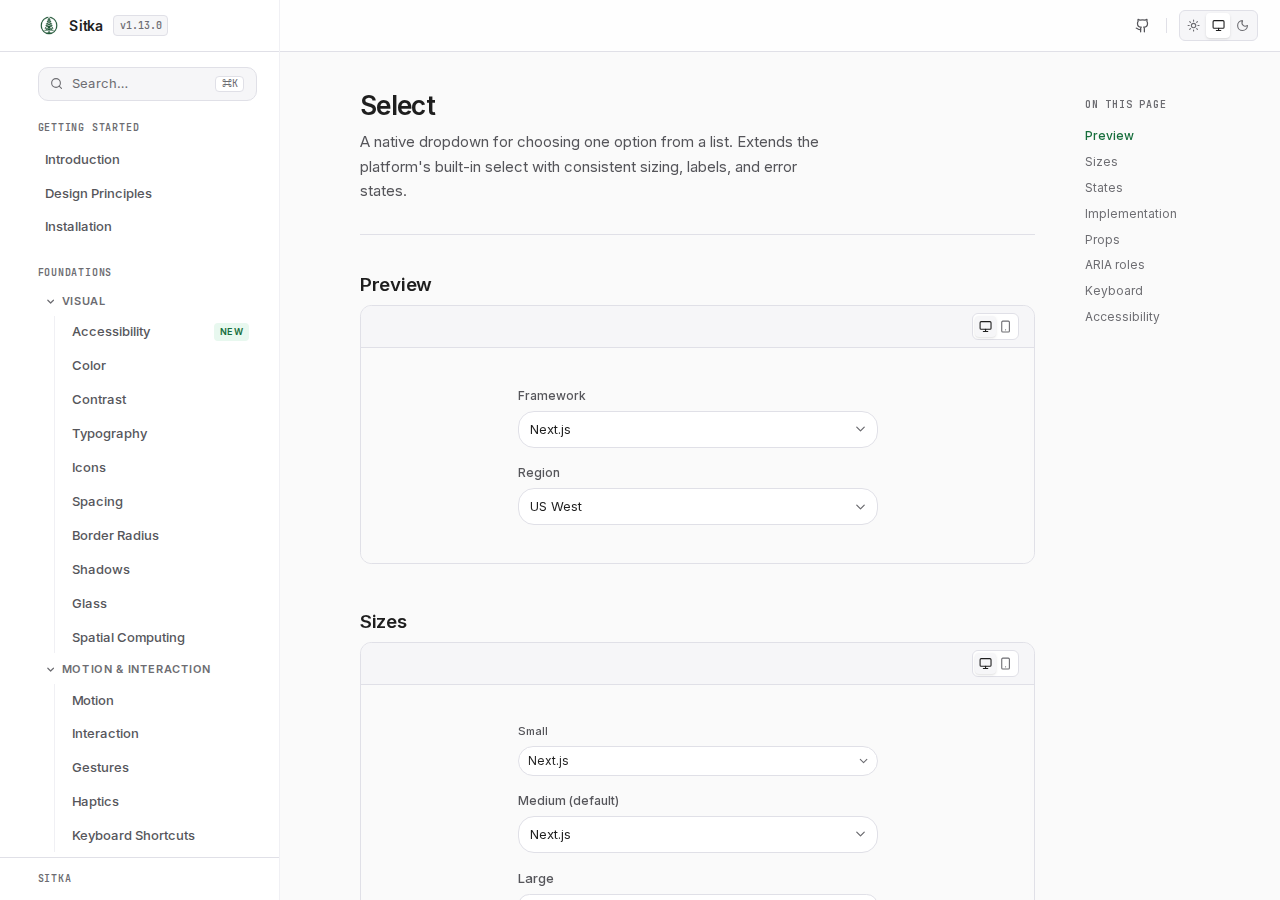 Sitka v1.13.0
Search... ⌘K
GETTING STARTED
Introduction
Design Principles
Installation
FOUNDATIONS
VISUAL
Accessibility NEW
Color
Contrast
Typography
Icons
Spacing
Border Radius
Shadows
Glass
Spatial Computing
MOTION & INTERACTION
Motion
Interaction
Gestures
Haptics
Keyboard Shortcuts
SITKA
Select
A native dropdown for choosing one option from a list. Extends the
platform's built-in select with consistent sizing, labels, and error
states.
Preview
Framework
Next.js
Region
US West
Sizes
Small
Next.js
Medium (default)
Next.js
Large
ON THIS PAGE
Preview
Sizes
States
Implementation
Props
ARIA roles
Keyboard
Accessibility